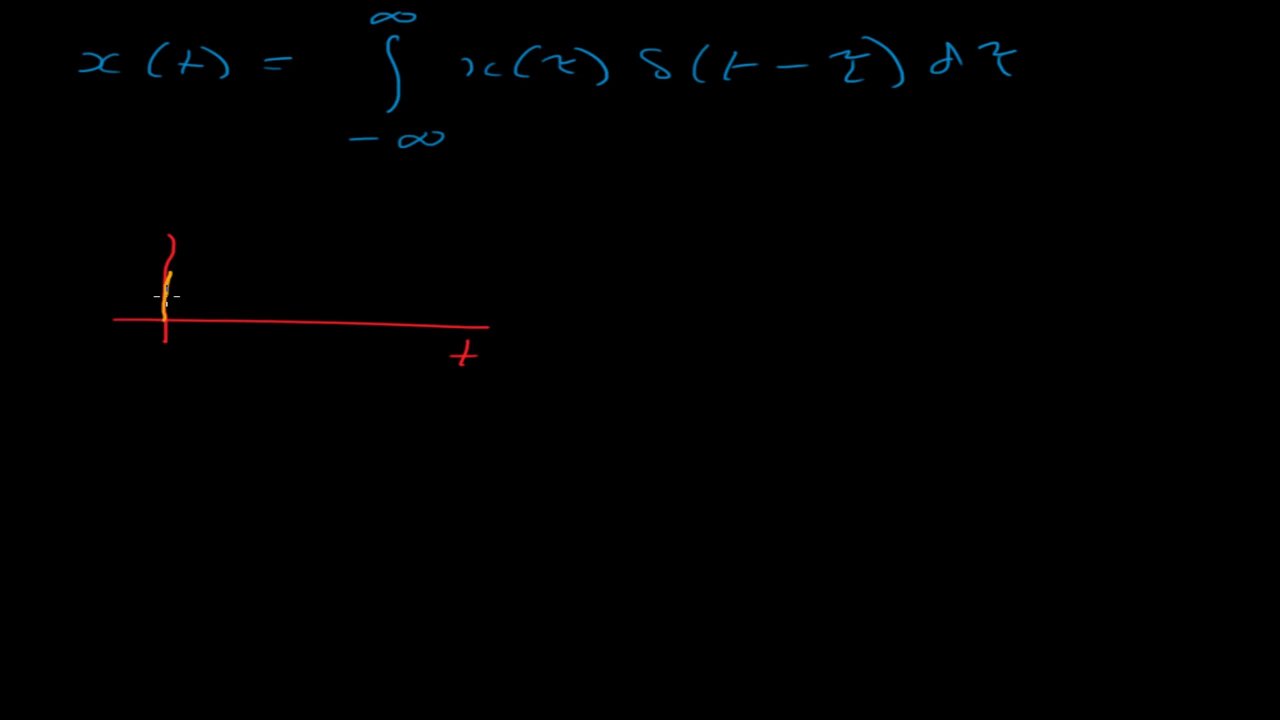 x(t) = ∫_{-∞}^{∞} x(τ) δ(t - τ) dτ
t